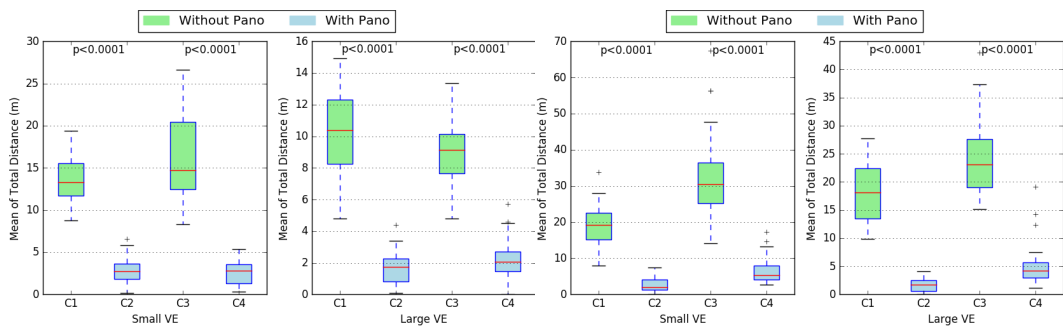 Without Pano With Pano
Without Pano With Pano
p<0.0001 p<0.0001
Mean of Total Distance (m)
30
25
20
15
10
5
0
C1 C2 C3 C4
Small VE
p<0.0001 p<0.0001
Mean of Total Distance (m)
16
14
12
10
8
6
4
2
0
C1 C2 C3 C4
Large VE
p<0.0001 p<0.0001
Mean of Total Distance (m)
70
60
50
40
30
20
10
0
C1 C2 C3 C4
Small VE
p<0.0001 p<0.0001
Mean of Total Distance (m)
45
40
35
30
25
20
15
10
5
0
C1 C2 C3 C4
Large VE